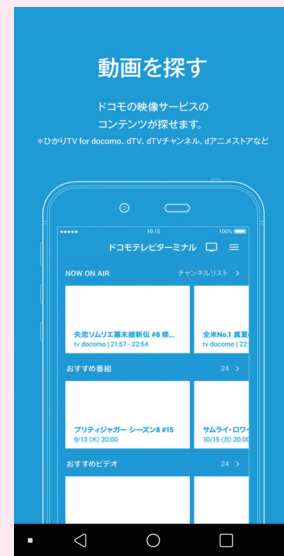 動画を探す
ドコモの映像サービスの
コンテンツが探せます。
*ひかりTV for docomo、dTV、dTVチャンネル、dアニメストアなど
10:15
100%
ドコモテレビターミナル
NOW ON AIR
チャンネルリスト >
失恋ソムリエ幕末維新伝 #8 修...
tv docomo | 21:57 - 22:54
全米No.1 真夏
tv docomo | 22:
おすすめ番組
24 >
プリティジャガー シーズン8 #15
9/13 (木) 20:00
サムライ・ロワ
10/15 (月) 20:00
おすすめビデオ
24 >